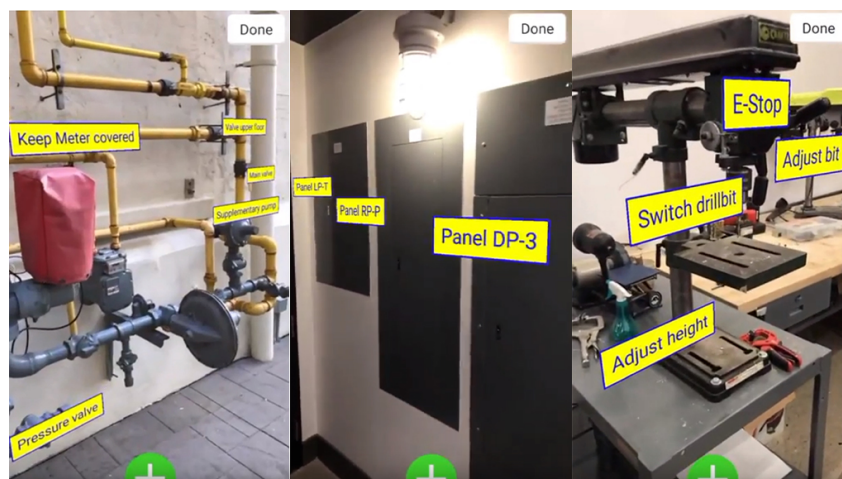 Done
Keep Meter covered
Valve upper floor
Main valve
Supplementary pump
Pressure valve
Done
Panel LP-T
Panel RP-P
Panel DP-3
Done
E-Stop
Adjust bit
Switch drillbit
Adjust height